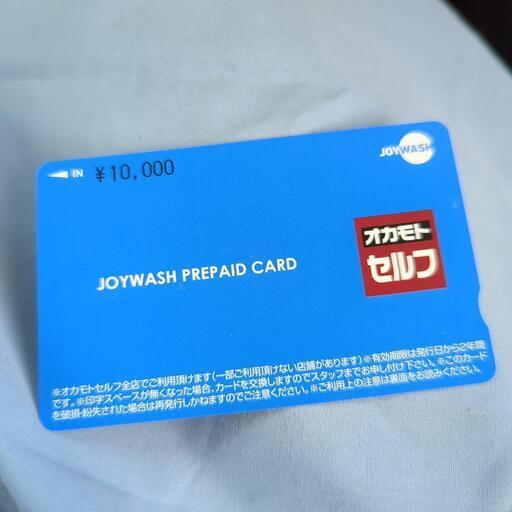 IN ¥10,000
JOYWASH
オカモト
セルフ
JOYWASH PREPAID CARD
※オカモトセルフ全店でご利用頂けます(一部ご利用頂けない店舗があります)※有効期限は発行日から2年間
です。※印字スペースが無くなった場合、カードを交換しますのでスタッフまでお申し付け下さい。※このカード
を破損・紛失された場合は再発行しかねますのでご注意ください。※ご利用上の注意は裏面をお読みください。